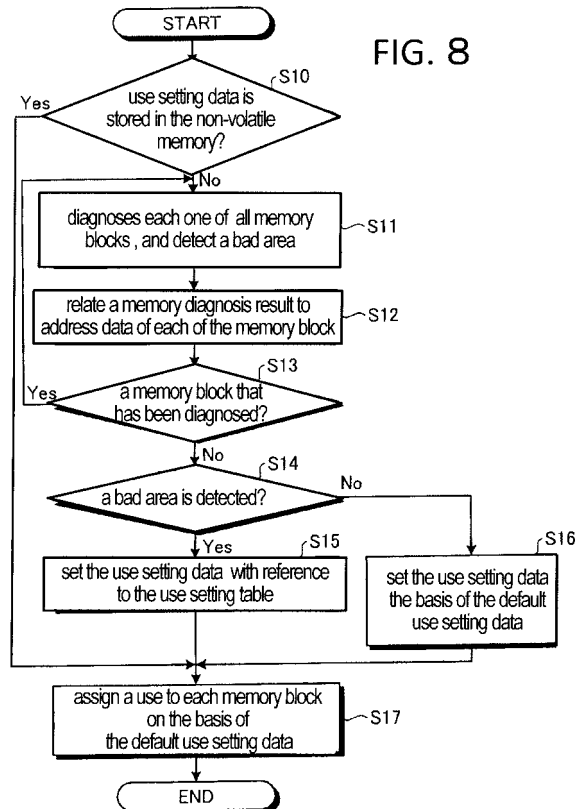 START
FIG. 8
S10
Yes
use setting data is
stored in the non-volatile
memory?
No
diagnoses each one of all memory
blocks , and detect a bad area
S11
relate a memory diagnosis result to
address data of each of the memory block
S12
S13
Yes
a memory block that
has been diagnosed?
No
S14
a bad area is detected?
No
Yes
S15
set the use setting data with reference
to the use setting table
S16
set the use setting data
the basis of the default
use setting data
assign a use to each memory block
on the basis of
the default use setting data
S17
END